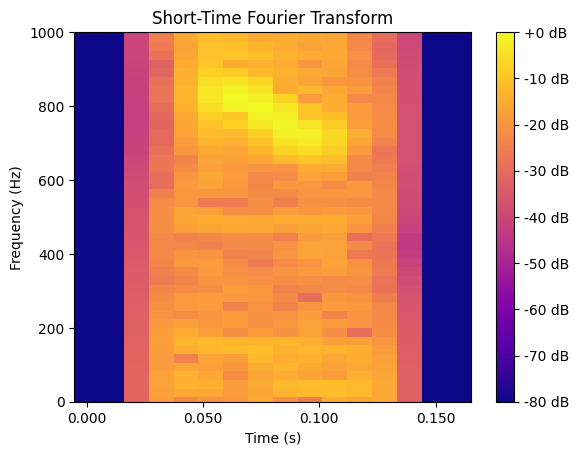 Short-Time Fourier Transform
1000
800
600
400
200
0
Frequency (Hz)
0.000
0.050
0.100
0.150
Time (s)
+0 dB
-10 dB
-20 dB
-30 dB
-40 dB
-50 dB
-60 dB
-70 dB
-80 dB